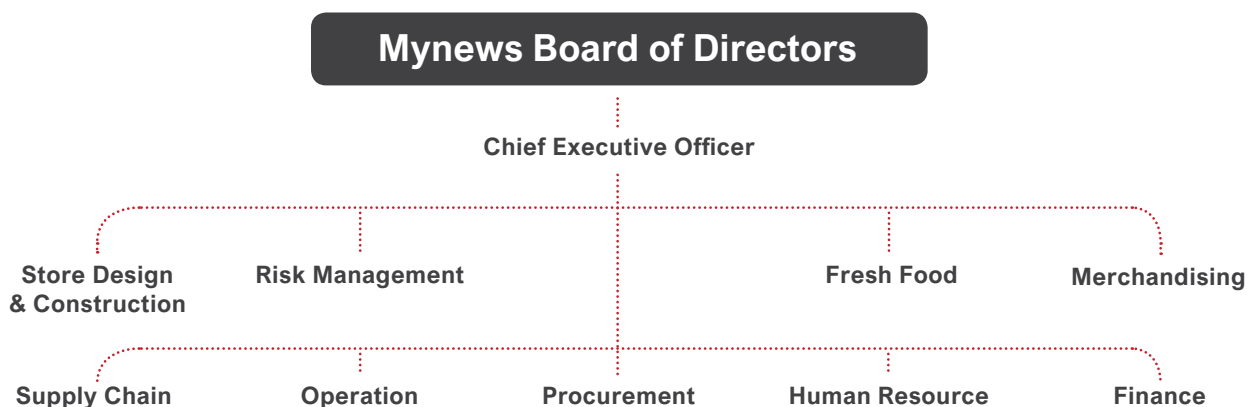 Mynews Board of Directors
Chief Executive Officer
Store Design
& Construction
Risk Management
Fresh Food
Merchandising
Supply Chain
Operation
Procurement
Human Resource
Finance